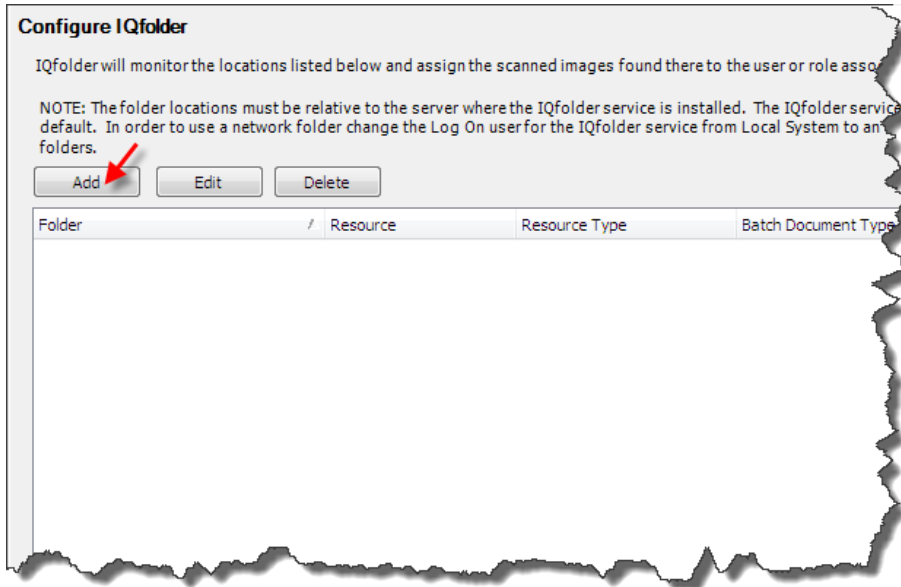 Configure IQfolder
IQfolder will monitor the locations listed below and assign the scanned images found there to the user or role
NOTE: The folder locations must be relative to the server where the IQfolder service is installed. The IQfolder service
default. In order to use a network folder change the Log On user for the IQfolder service from Local System to an
folders.
Add Edit Delete
Folder / Resource Resource Type Batch Document Type